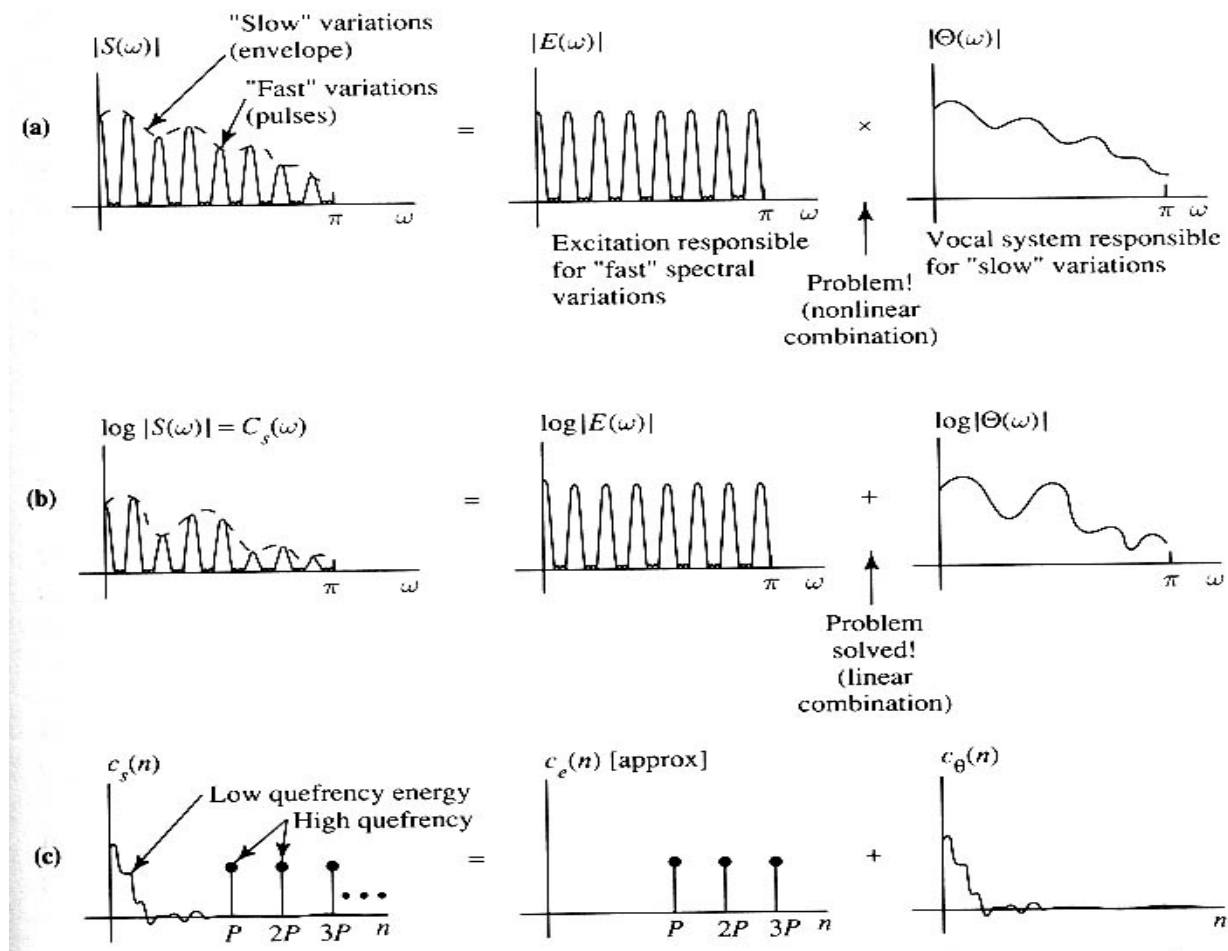 "Slow" variations
(envelope)
|S(ω)|
"Fast" variations
(pulses)
π ω
(a)
=
|E(ω)|
π ω
Excitation responsible
for "fast" spectral
variations
×
Problem!
(nonlinear
combination)
|Θ(ω)|
π ω
Vocal system responsible
for "slow" variations
log |S(ω)| = C_s(ω)
π ω
(b)
=
log|E(ω)|
π ω
+
Problem
solved!
(linear
combination)
log|Θ(ω)|
π ω
c_s(n)
Low quefrency energy
High quefrency
P 2P 3P
(c)
=
c_e(n) [approx]
P 2P 3P n
+
c_θ(n)
n